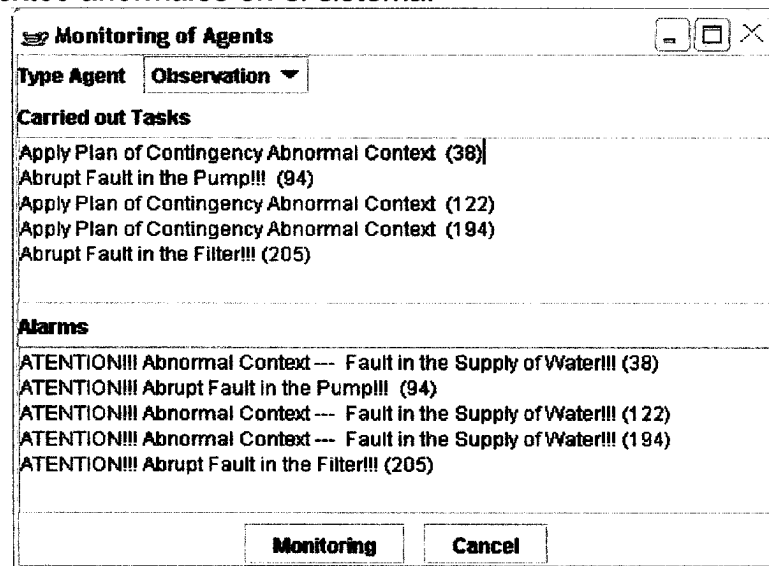 anormales en el sistema.
Monitoring of Agents
Type Agent Observation
Carried out Tasks
Apply Plan of Contingency Abnormal Context (38)
Abrupt Fault in the Pump!!! (94)
Apply Plan of Contingency Abnormal Context (122)
Apply Plan of Contingency Abnormal Context (194)
Abrupt Fault in the Filter!!! (205)
Alarms
ATENTION!!! Abnormal Context --- Fault in the Supply of Water!!! (38)
ATENTION!!! Abrupt Fault in the Pump!!! (94)
ATENTION!!! Abnormal Context --- Fault in the Supply of Water!!! (122)
ATENTION!!! Abnormal Context --- Fault in the Supply of Water!!! (194)
ATENTION!!! Abrupt Fault in the Filter!!! (205)
Monitoring Cancel